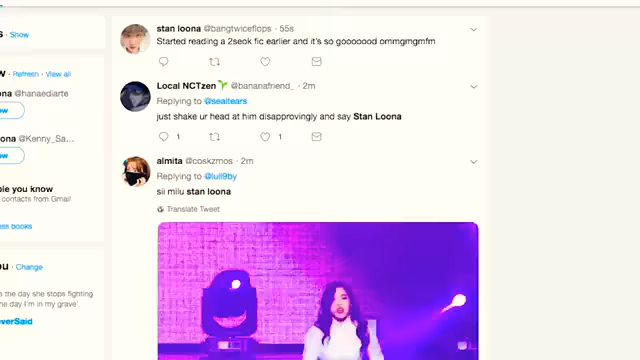 s · Show
w · Refresh · View all
ona @hanaediarte
ow
ona @Kenny_Sa...
ow
ple you know
contacts from Gmail
ess books
ou · Change
s the day she stops fighting
he day I'm in my grave'
verSaid
stan loona @bangtwiceflops · 55s
Started reading a 2seok fic earlier and it's so gooooood ommgmgmfm
Local NCTzen🌱 @bananafriend_ · 2m
Replying to @sealtears
just shake ur head at him disapprovingly and say Stan Loona
1
1
almita @coskzmos · 2m
Replying to @lull9by
sii milu stan loona
Translate Tweet